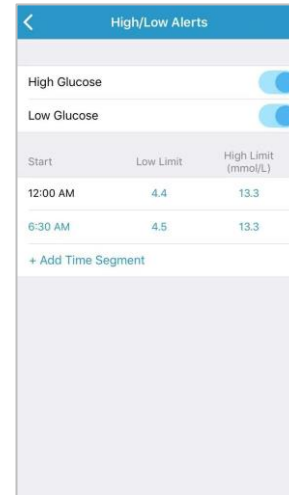 High/Low Alerts
High Glucose
Low Glucose
Start Low Limit High Limit
(mmol/L)
12:00 AM 4.4 13.3
6:30 AM 4.5 13.3
+ Add Time Segment